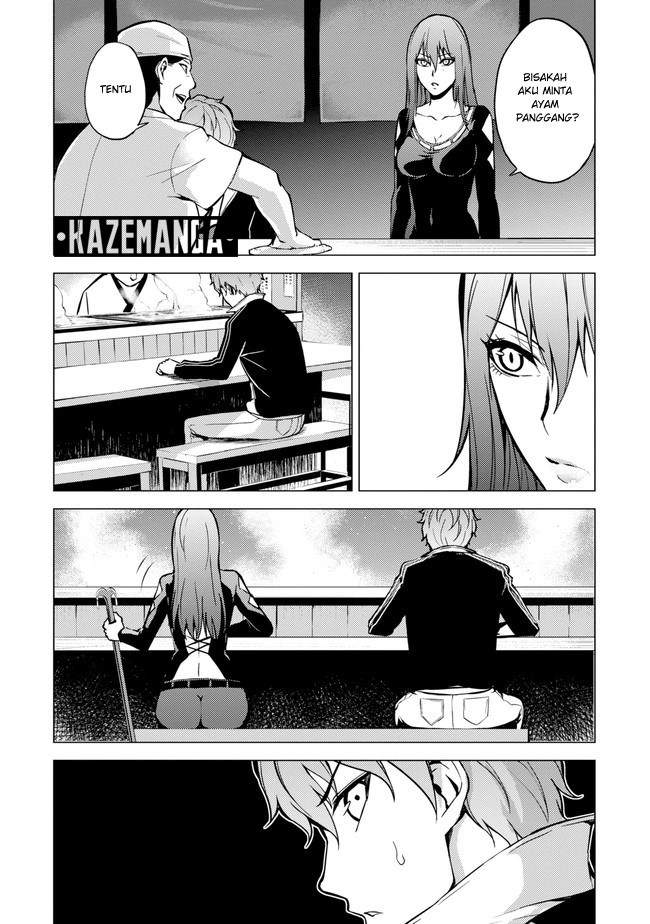 BISAKAH
AKU MINTA
AYAM
PANGGANG?
TENTU
•KAZEMANGA•